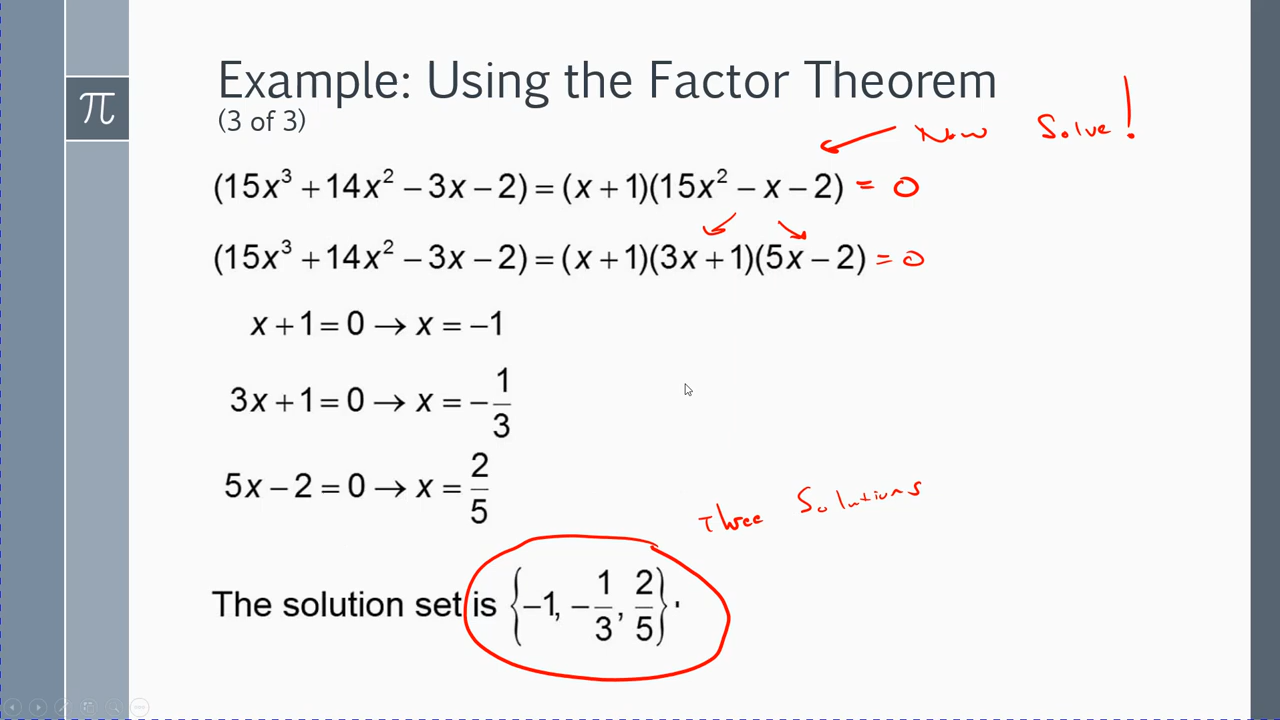 π
Example: Using the Factor Theorem
(3 of 3)
Now Solve!
(15x³ + 14x² − 3x − 2) = (x + 1)(15x² − x − 2) = 0
(15x³ + 14x² − 3x − 2) = (x + 1)(3x + 1)(5x − 2) = 0
x + 1 = 0 → x = −1
3x + 1 = 0 → x = −1/3
5x − 2 = 0 → x = 2/5
Three Solutions
The solution set is {−1, −1/3, 2/5}.